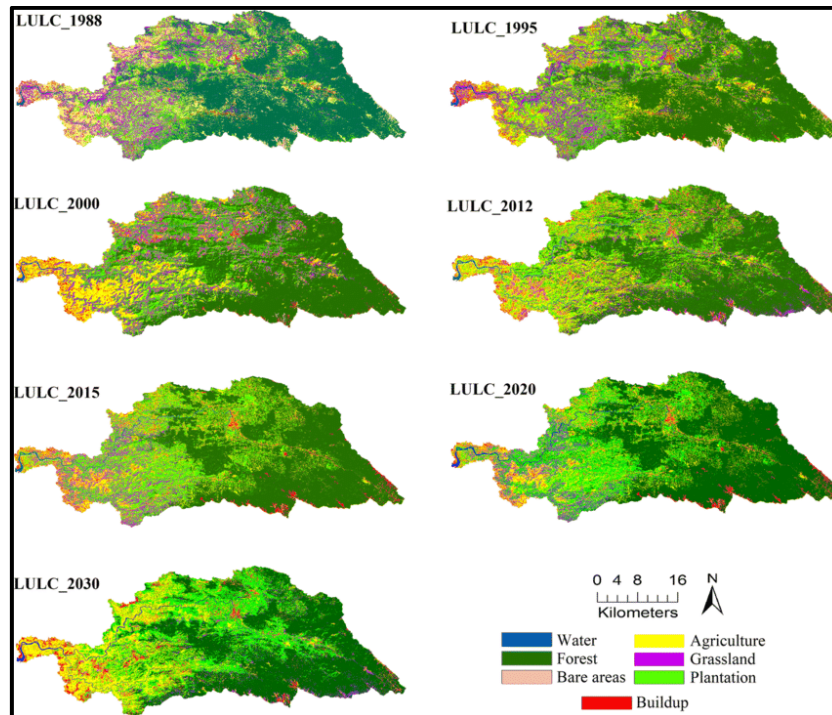 LULC_1988
LULC_1995
LULC_2000
LULC_2012
LULC_2015
LULC_2020
LULC_2030
0 4 8 16
Kilometers
N
Water
Agriculture
Forest
Grassland
Bare areas
Plantation
Buildup